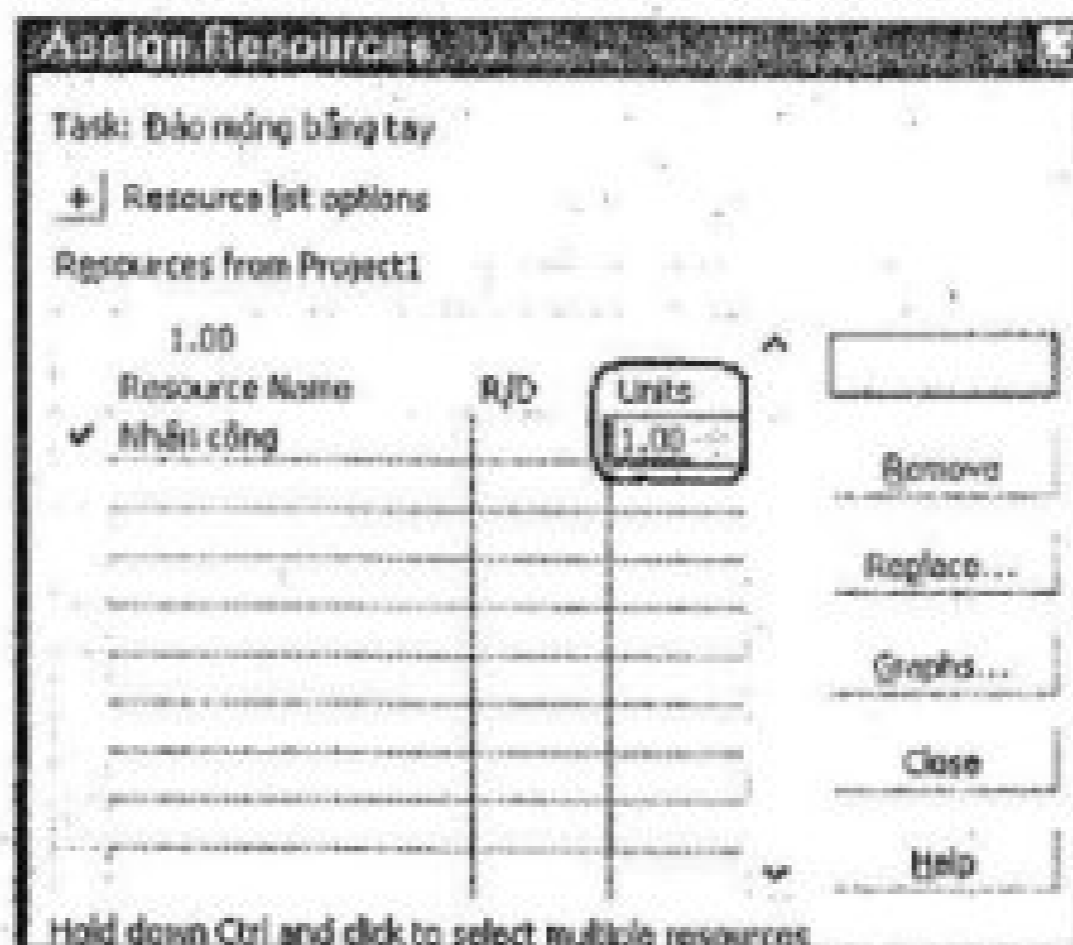 Assign Resources
Task: Đào móng bằng tay
+ Resource list options
Resources from Project1
1.00
Resource Name R/D Units
Nhân công 1.00
Remove
Replace...
Graphs...
Close
Help
Hold down Ctrl and click to select multiple resources